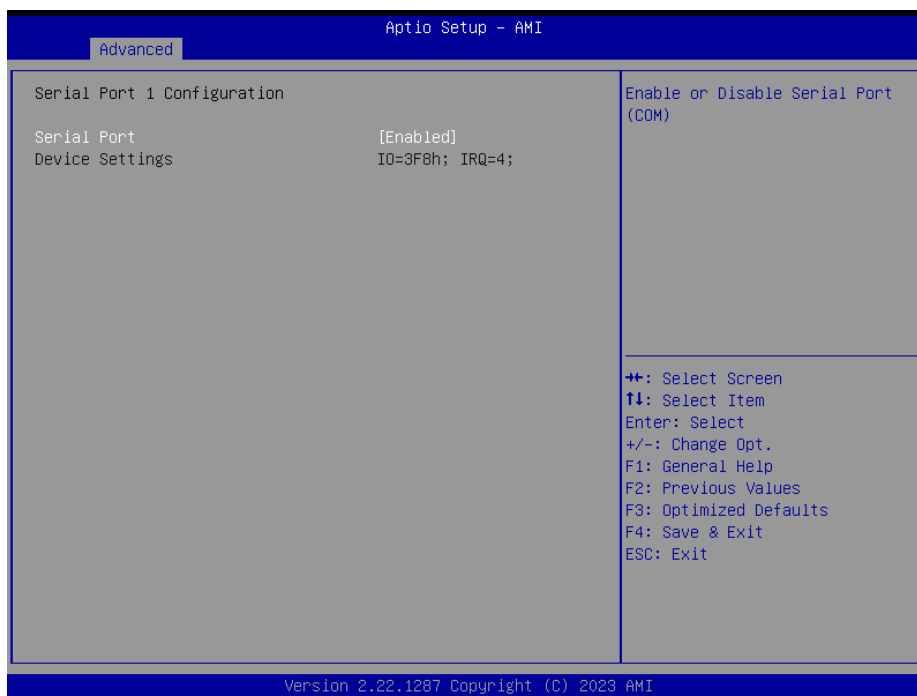 Aptio Setup – AMI
Advanced
Serial Port 1 Configuration
Serial Port [Enabled]
Device Settings IO=3F8h; IRQ=4;
Enable or Disable Serial Port
(COM)
→←: Select Screen
↑↓: Select Item
Enter: Select
+/-: Change Opt.
F1: General Help
F2: Previous Values
F3: Optimized Defaults
F4: Save & Exit
ESC: Exit
Version 2.22.1287 Copyright (C) 2023 AMI